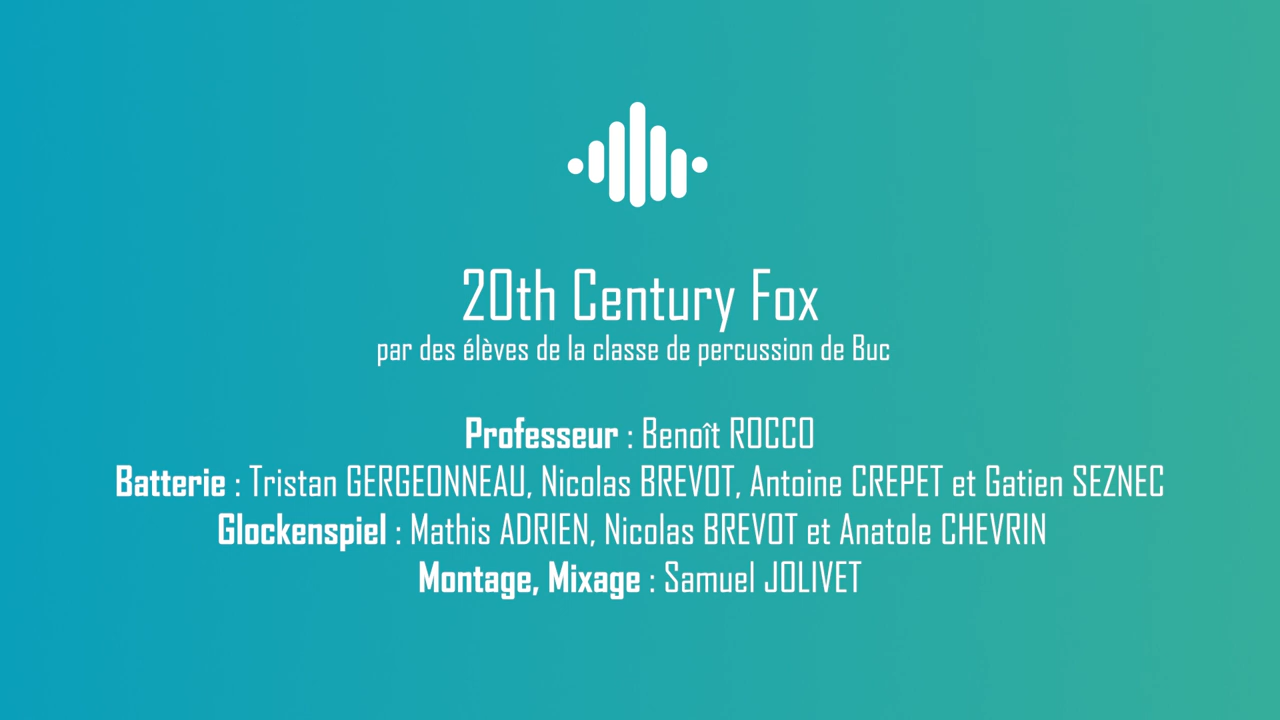 20th Century Fox
par des élèves de la classe de percussion de Buc
Professeur : Benoît ROCCO
Batterie : Tristan GERGEONNEAU, Nicolas BREVOT, Antoine CREPET et Gatien SEZNEC
Glockenspiel : Mathis ADRIEN, Nicolas BREVOT et Anatole CHEVRIN
Montage, Mixage : Samuel JOLIVET